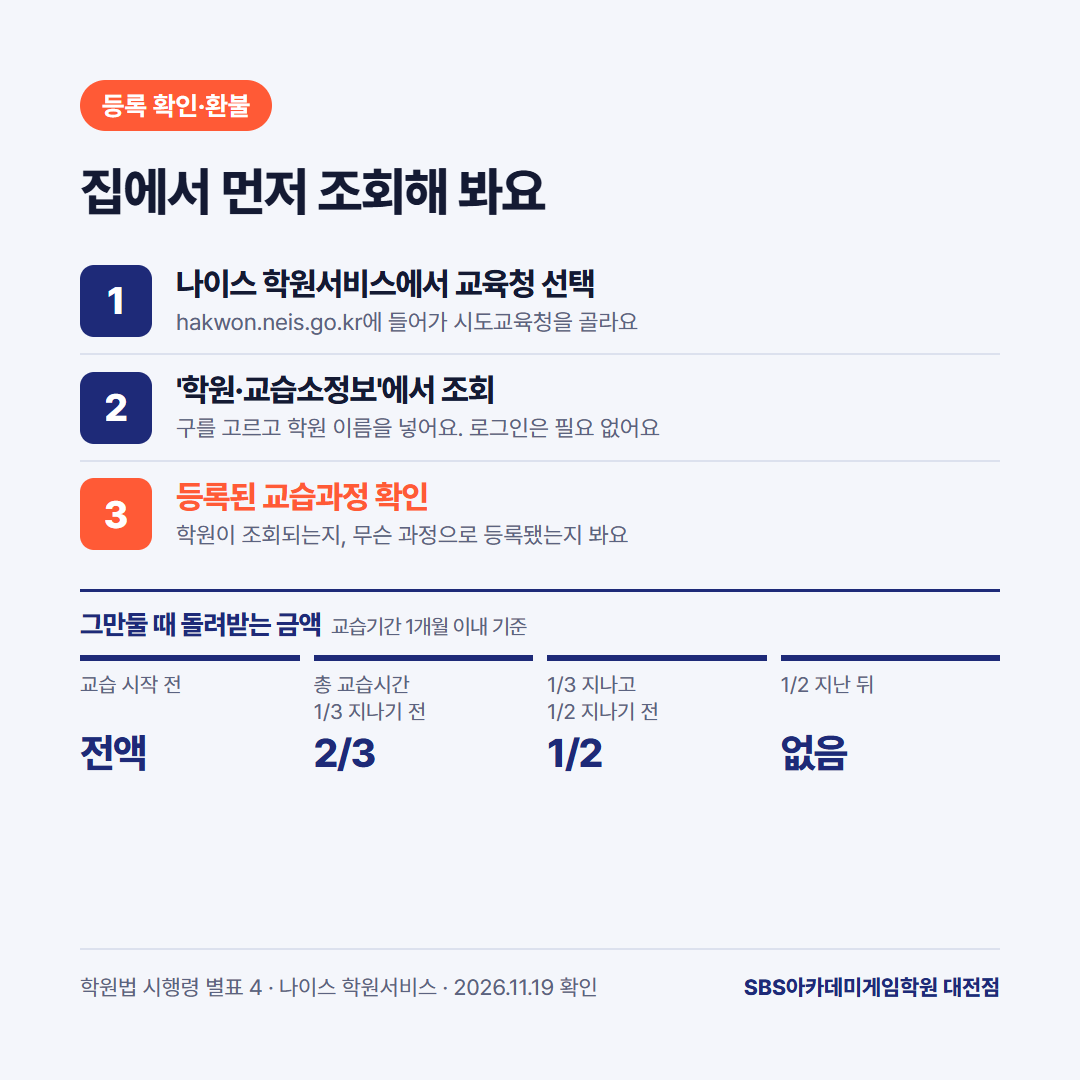 등록 확인·환불
집에서 먼저 조회해 봐요
1
나이스 학원서비스에서 교육청 선택
hakwon.neis.go.kr에 들어가 시도교육청을 골라요
2
'학원·교습소정보'에서 조회
구를 고르고 학원 이름을 넣어요. 로그인은 필요 없어요
3
등록된 교습과정 확인
학원이 조회되는지, 무슨 과정으로 등록됐는지 봐요
그만둘 때 돌려받는 금액 교습기간 1개월 이내 기준
교습 시작 전
전액
총 교습시간
1/3 지나기 전
2/3
1/3 지나고
1/2 지나기 전
1/2
1/2 지난 뒤
없음
학원법 시행령 별표 4 · 나이스 학원서비스 · 2026.11.19 확인
SBS아카데미게임학원 대전점